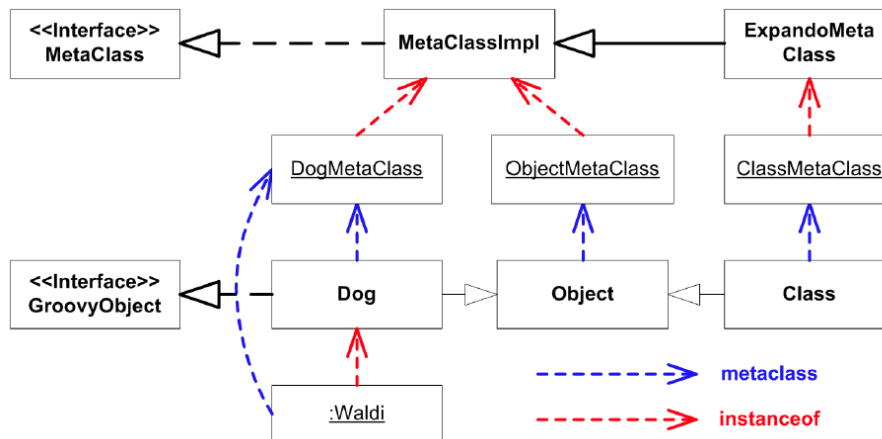 <<Interface>>
MetaClass
MetaClassImpl
ExpandoMeta
Class
DogMetaClass
ObjectMetaClass
ClassMetaClass
<<Interface>>
GroovyObject
Dog
Object
Class
metaclass
:Waldi
instanceof